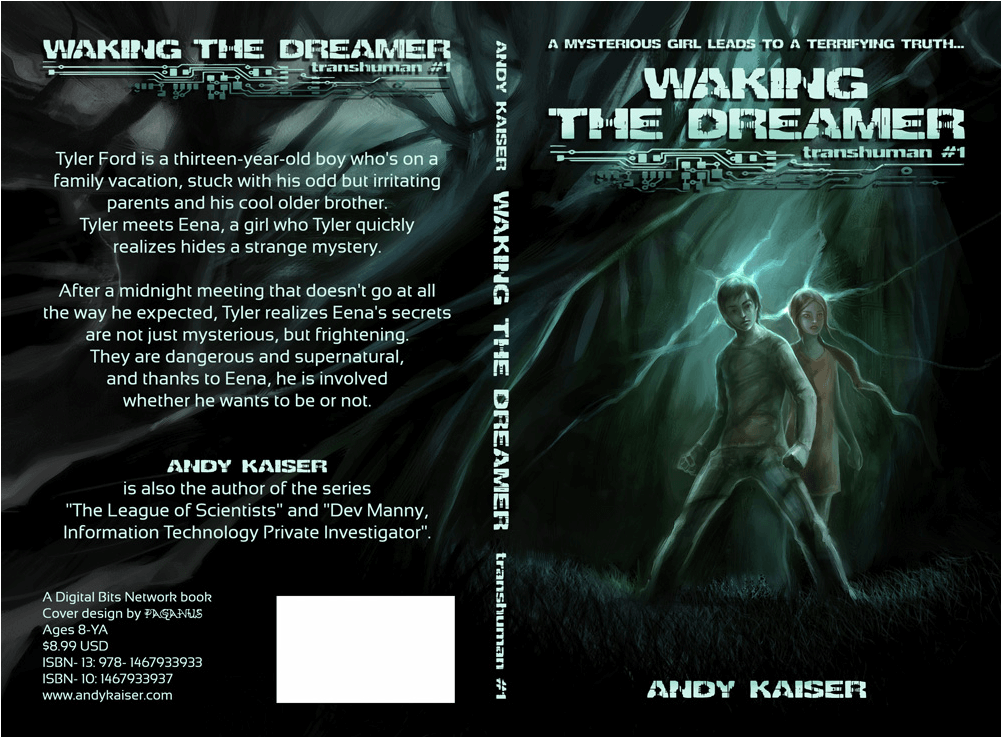 WAKING THE DREAMER
transhuman #1
Tyler Ford is a thirteen-year-old boy who's on a
family vacation, stuck with his odd but irritating
parents and his cool older brother.
Tyler meets Eena, a girl who Tyler quickly
realizes hides a strange mystery.
After a midnight meeting that doesn't go at all
the way he expected, Tyler realizes Eena's secrets
are not just mysterious, but frightening.
They are dangerous and supernatural,
and thanks to Eena, he is involved
whether he wants to be or not.
ANDY KAISER
is also the author of the series
"The League of Scientists" and "Dev Manny,
Information Technology Private Investigator".
A Digital Bits Network book
Cover design by PAGANUS
Ages 8-YA
$8.99 USD
ISBN- 13: 978- 1467933933
ISBN- 10: 1467933937
www.andykaiser.com
ANDY KAISER WAKING THE DREAMER transhuman #1
A MYSTERIOUS GIRL LEADS TO A TERRIFYING TRUTH...
WAKING
THE DREAMER
transhuman #1
ANDY KAISER